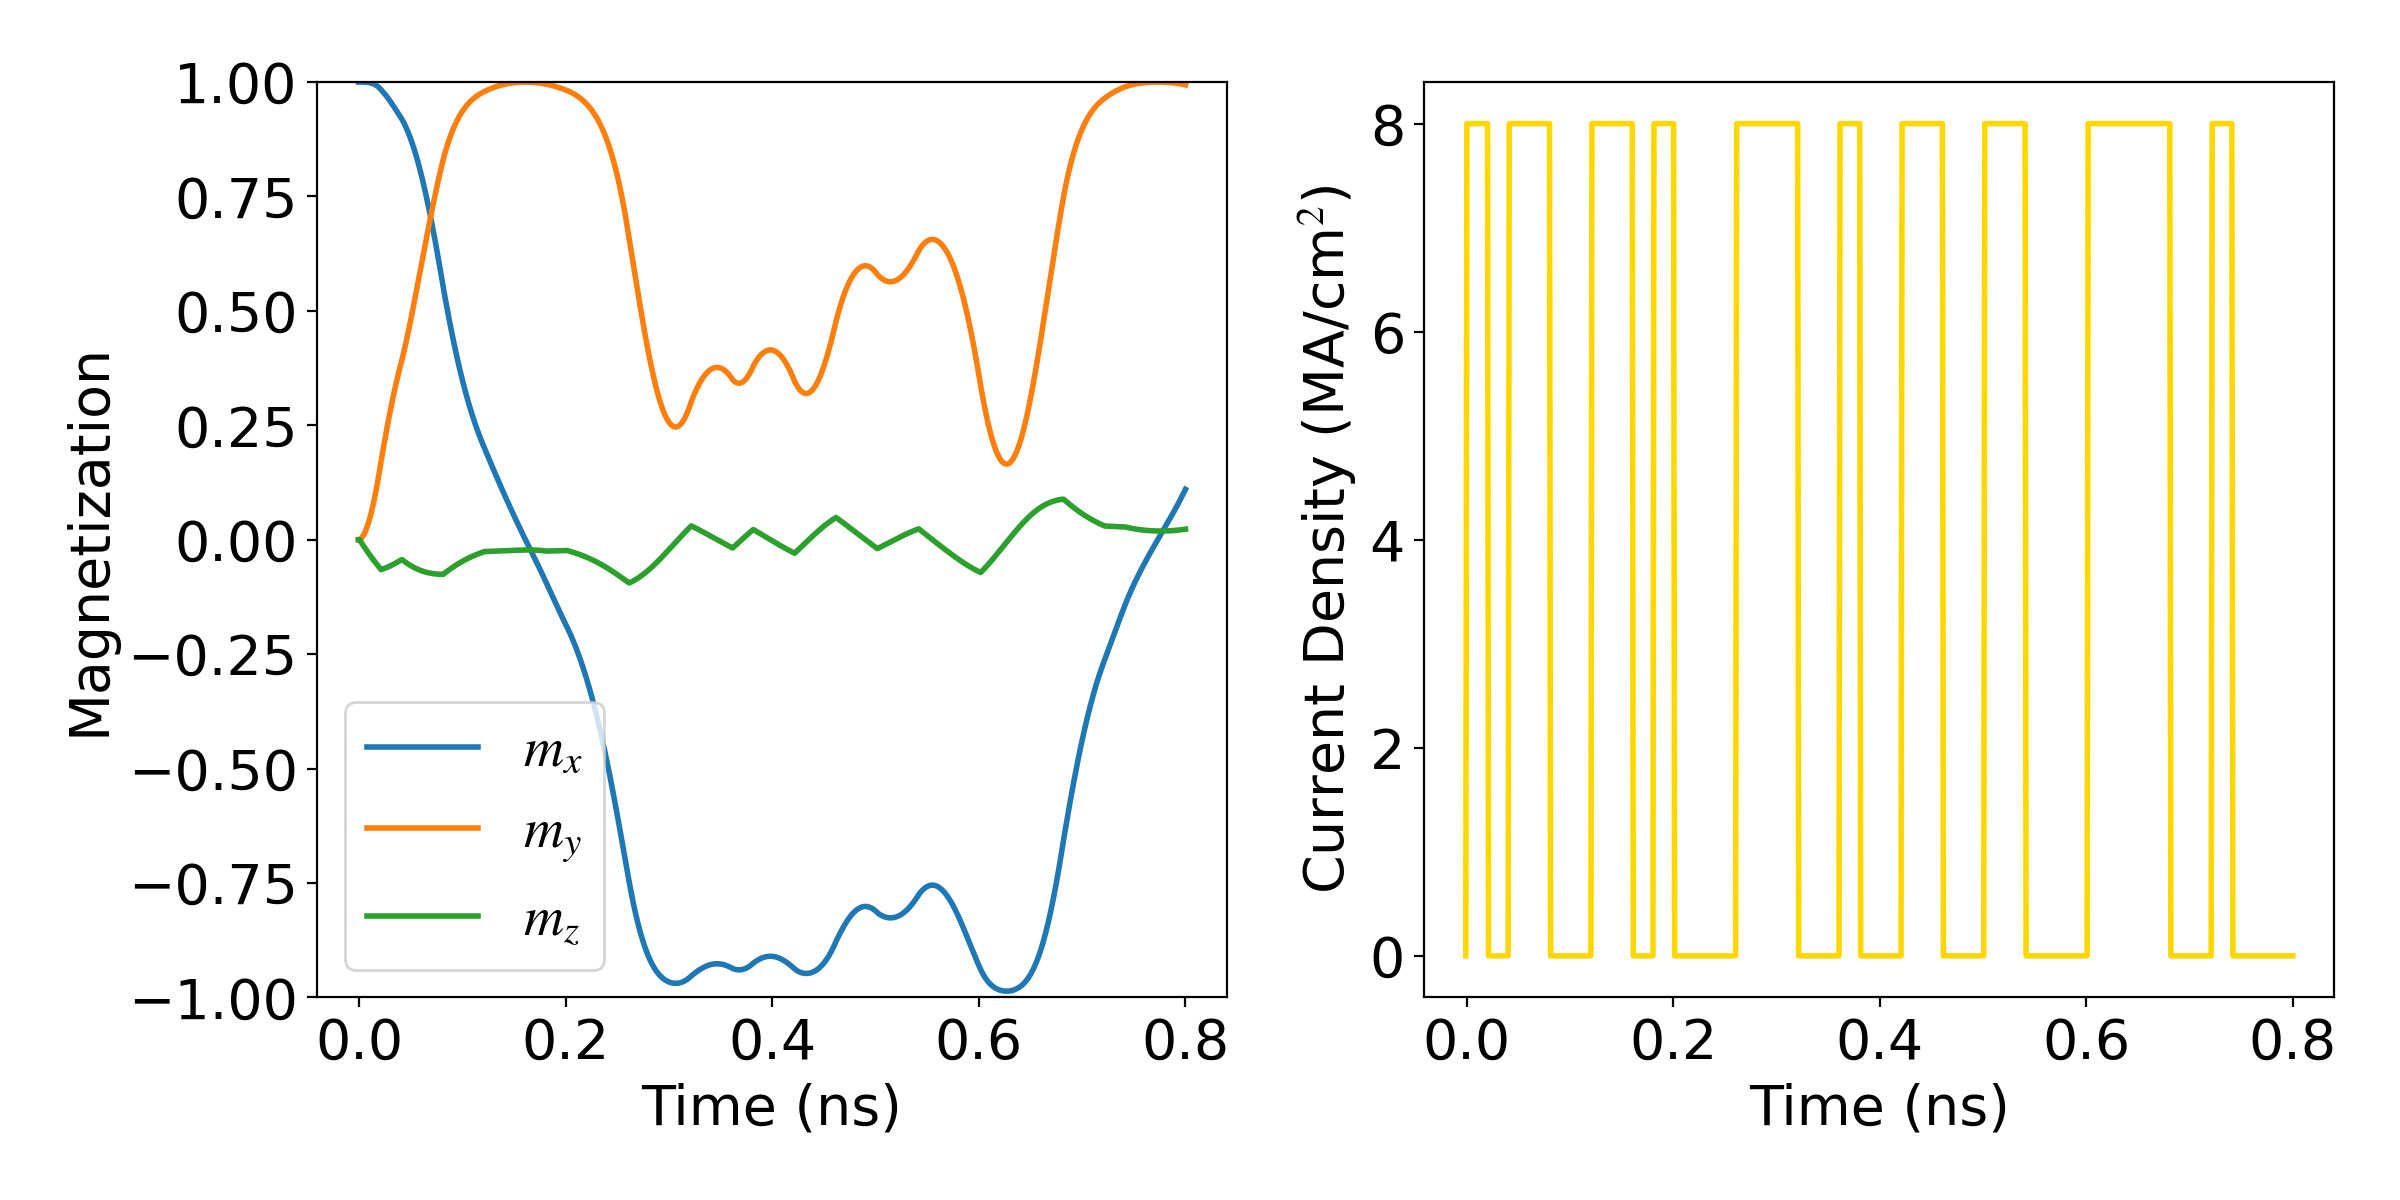 Magnetization
1.00
0.75
0.50
0.25
0.00
−0.25
−0.50
−0.75
−1.00
0.0 0.2 0.4 0.6 0.8
Time (ns)
mₓ
m_y
m_z
Current Density (MA/cm²)
8
6
4
2
0
0.0 0.2 0.4 0.6 0.8
Time (ns)